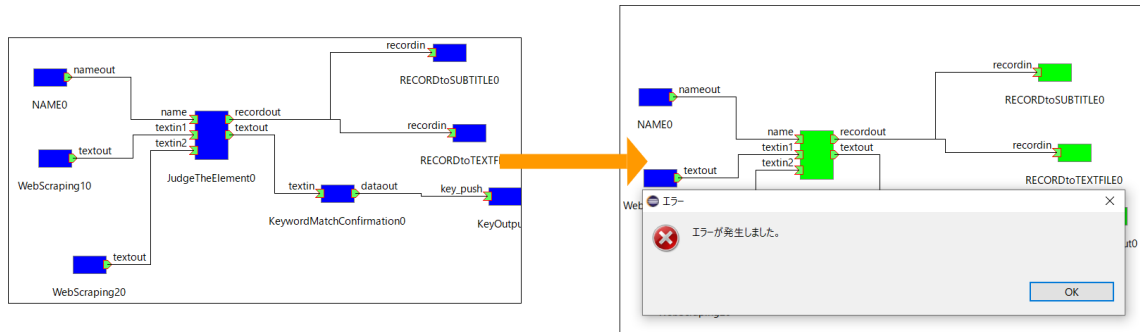 recordin
nameout
RECORDtoSUBTITLE0
NAME0
name
recordout
textin1
textout
recordin
textin2
textout
RECORDtoTEXTFI
WebScraping10
JudgeTheElement0
textin
dataout
key_push
KeywordMatchConfirmation0
KeyOutpu
textout
WebScraping20
recordin
nameout
RECORDtoSUBTITLE0
NAME0
name
recordout
textin1
textout
recordin
textin2
textout
RECORDtoTEXTFILE0
エラー
エラーが発生しました。
OK